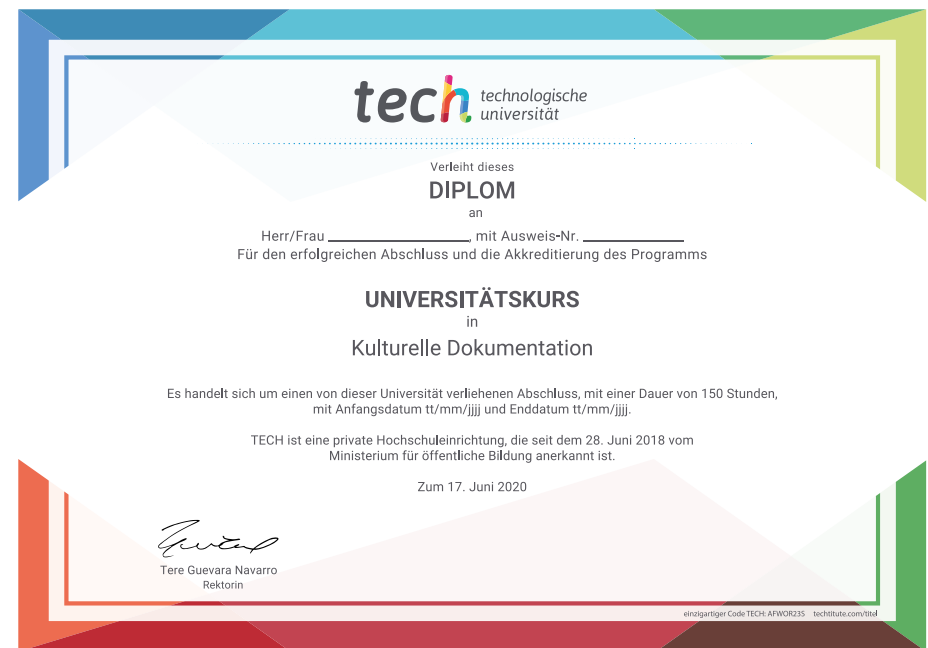 tech technologische
universität
Verleiht dieses
DIPLOM
an
Herr/Frau ____________________, mit Ausweis-Nr. ______________
Für den erfolgreichen Abschluss und die Akkreditierung des Programms
UNIVERSITÄTSKURS
in
Kulturelle Dokumentation
Es handelt sich um einen von dieser Universität verliehenen Abschluss, mit einer Dauer von 150 Stunden,
mit Anfangsdatum tt/mm/jjjj und Enddatum tt/mm/jjjj.
TECH ist eine private Hochschuleinrichtung, die seit dem 28. Juni 2018 vom
Ministerium für öffentliche Bildung anerkannt ist.
Zum 17. Juni 2020
Tere Guevara Navarro
Rektorin
einzigartiger Code TECH: AFWOR23S techtitute.com/titel